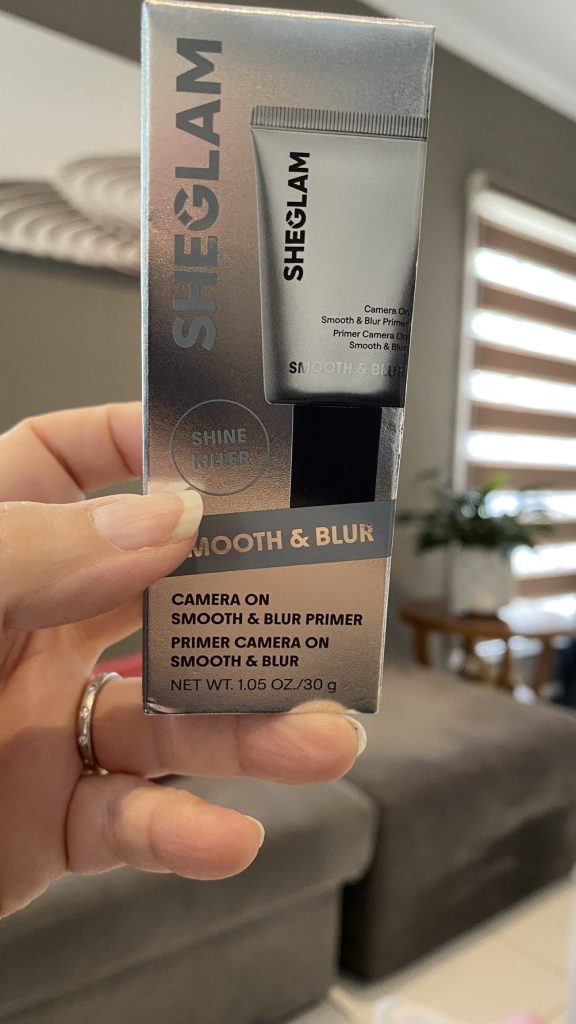 SHEGLAM
SHEGLAM
Camera On
Smooth & Blur Primer
Primer Camera On
Smooth & Blur
SMOOTH & BLUR
SHINE
KILLER
MOOTH & BLUR
CAMERA ON
SMOOTH & BLUR PRIMER
PRIMER CAMERA ON
SMOOTH & BLUR
NET WT. 1.05 OZ./30 g